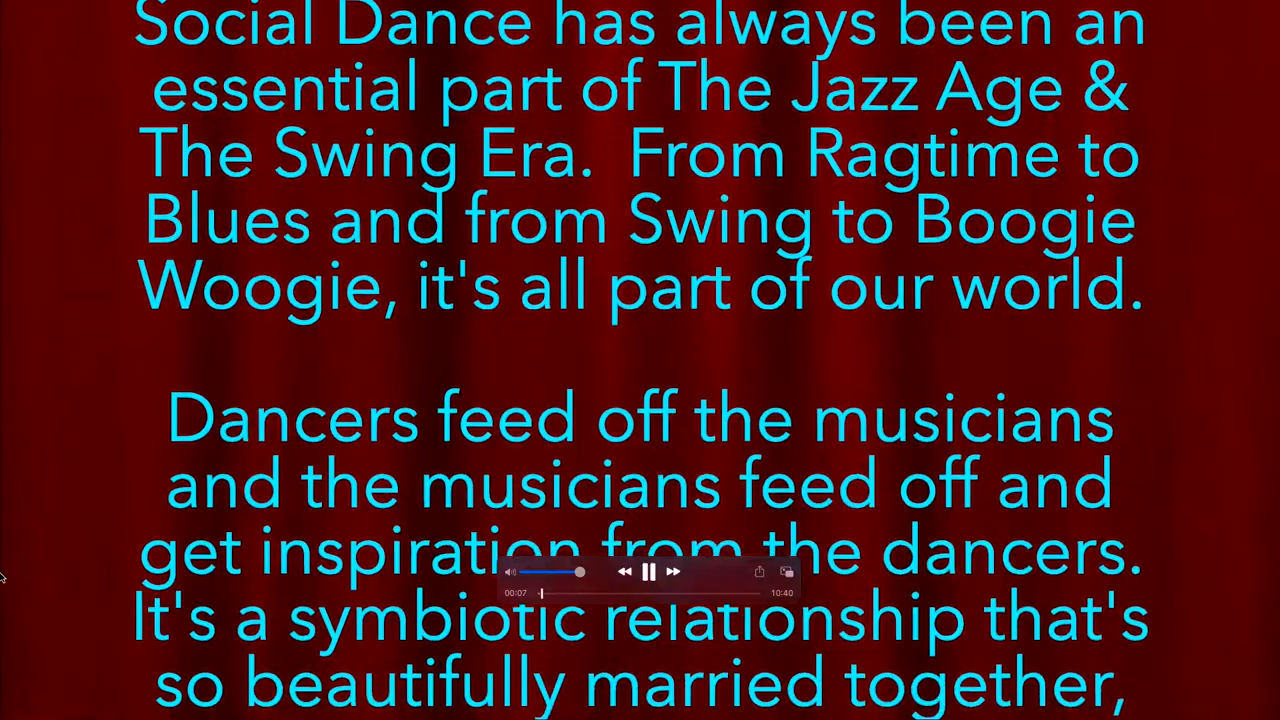 Social Dance has always been an
essential part of The Jazz Age &
The Swing Era.  From Ragtime to
Blues and from Swing to Boogie
Woogie, it's all part of our world.
Dancers feed off the musicians
and the musicians feed off and
get inspiration from the dancers.
00:07 10:40
It's a symbiotic relationship that's
so beautifully married together,